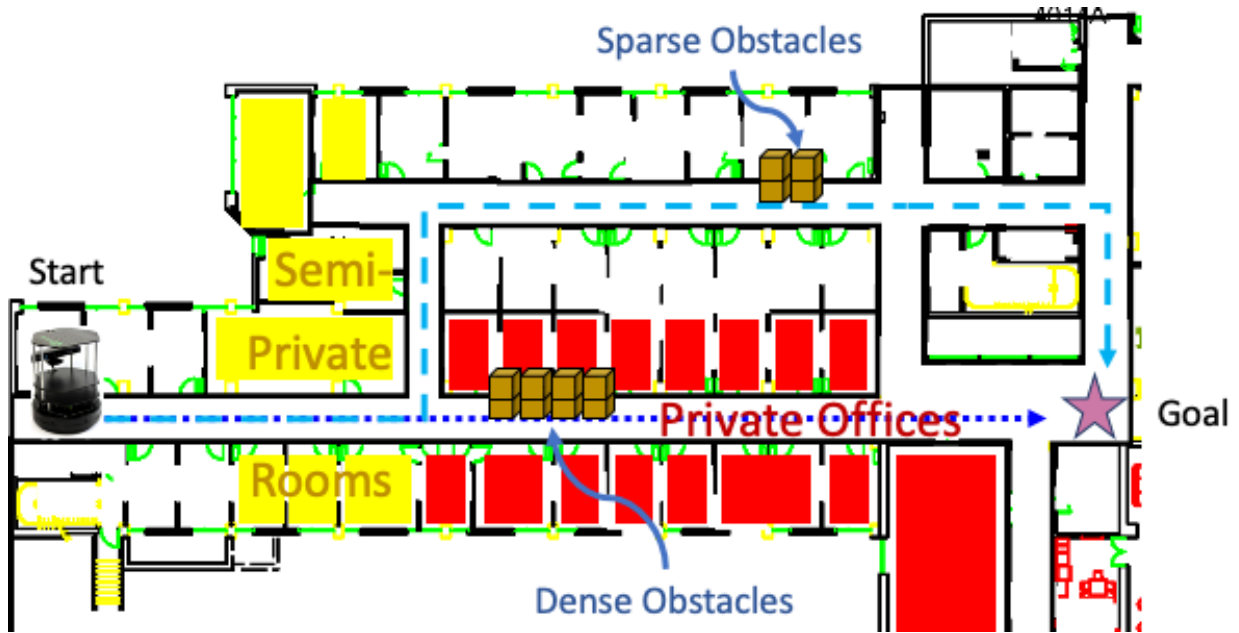 Sparse Obstacles
Start
Semi-
Private
Private Offices
Goal
Rooms
Dense Obstacles